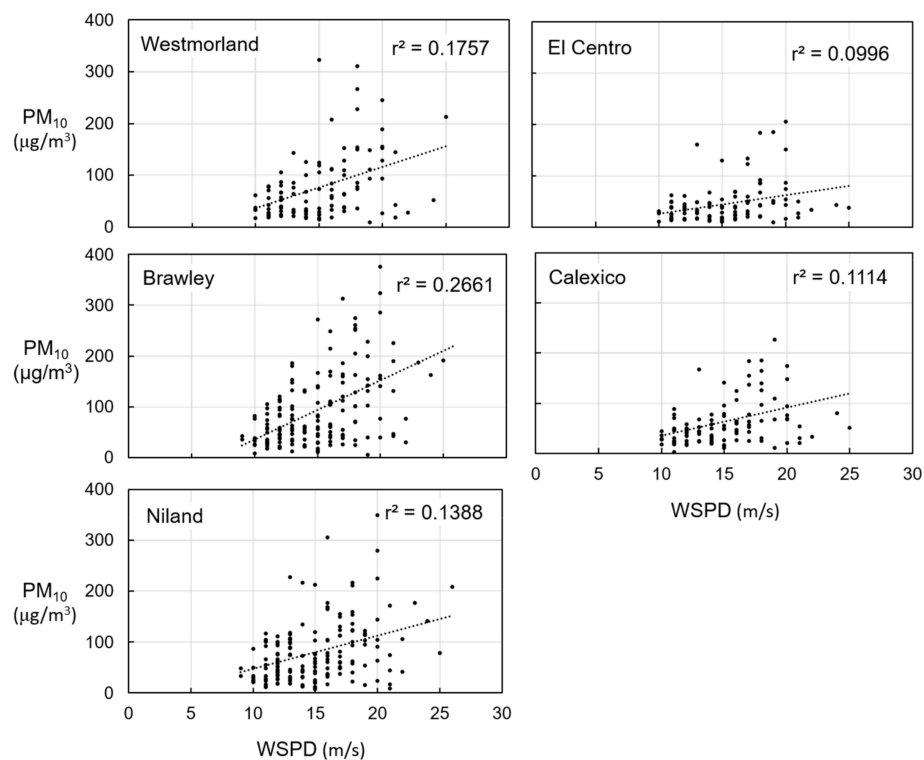 400
300
200
100
0
PM₁₀
(µg/m³)
Westmorland
r² = 0.1757
El Centro
r² = 0.0996
400
300
200
100
0
PM₁₀
(µg/m³)
Brawley
r² = 0.2661
Calexico
r² = 0.1114
0 5 10 15 20 25 30
WSPD (m/s)
400
300
200
100
0
PM₁₀
(µg/m³)
Niland
r² = 0.1388
0 5 10 15 20 25 30
WSPD (m/s)